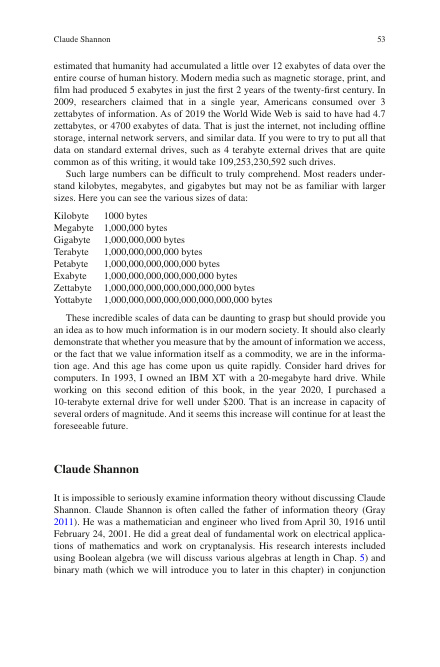 Claude Shannon 53
estimated that humanity had accumulated a little over 12 exabytes of data over the
entire course of human history. Modern media such as magnetic storage, print, and
film had produced 5 exabytes in just the first 2 years of the twenty-first century. In
2009, researchers claimed that in a single year, Americans consumed over 3
zettabytes of information. As of 2019 the World Wide Web is said to have had 4.7
zettabytes, or 4700 exabytes of data. That is just the internet, not including offline
storage, internal network servers, and similar data. If you were to try to put all that
data on standard external drives, such as 4 terabyte external drives that are quite
common as of this writing, it would take 109,253,230,592 such drives.
Such large numbers can be difficult to truly comprehend. Most readers under-
stand kilobytes, megabytes, and gigabytes but may not be as familiar with larger
sizes. Here you can see the various sizes of data:
Kilobyte 1000 bytes
Megabyte 1,000,000 bytes
Gigabyte 1,000,000,000 bytes
Terabyte 1,000,000,000,000 bytes
Petabyte 1,000,000,000,000,000 bytes
Exabyte 1,000,000,000,000,000,000 bytes
Zettabyte 1,000,000,000,000,000,000,000 bytes
Yottabyte 1,000,000,000,000,000,000,000,000 bytes
These incredible scales of data can be daunting to grasp but should provide you
an idea as to how much information is in our modern society. It should also clearly
demonstrate that whether you measure that by the amount of information we access,
or the fact that we value information itself as a commodity, we are in the informa-
tion age. And this age has come upon us quite rapidly. Consider hard drives for
computers. In 1993, I owned an IBM XT with a 20-megabyte hard drive. While
working on this second edition of this book, in the year 2020, I purchased a
10-terabyte external drive for well under $200. That is an increase in capacity of
several orders of magnitude. And it seems this increase will continue for at least the
foreseeable future.
Claude Shannon
It is impossible to seriously examine information theory without discussing Claude
Shannon. Claude Shannon is often called the father of information theory (Gray
2011). He was a mathematician and engineer who lived from April 30, 1916 until
February 24, 2001. He did a great deal of fundamental work on electrical applica-
tions of mathematics and work on cryptanalysis. His research interests included
using Boolean algebra (we will discuss various algebras at length in Chap. 5) and
binary math (which we will introduce you to later in this chapter) in conjunction